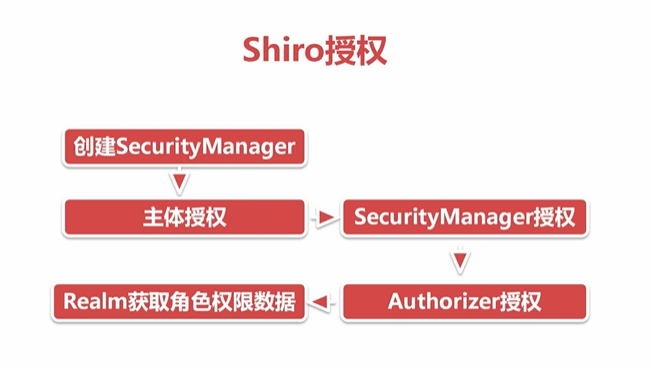 Shiro授权
创建SecurityManager
主体授权
SecurityManager授权
Authorizer授权
Realm获取角色权限数据